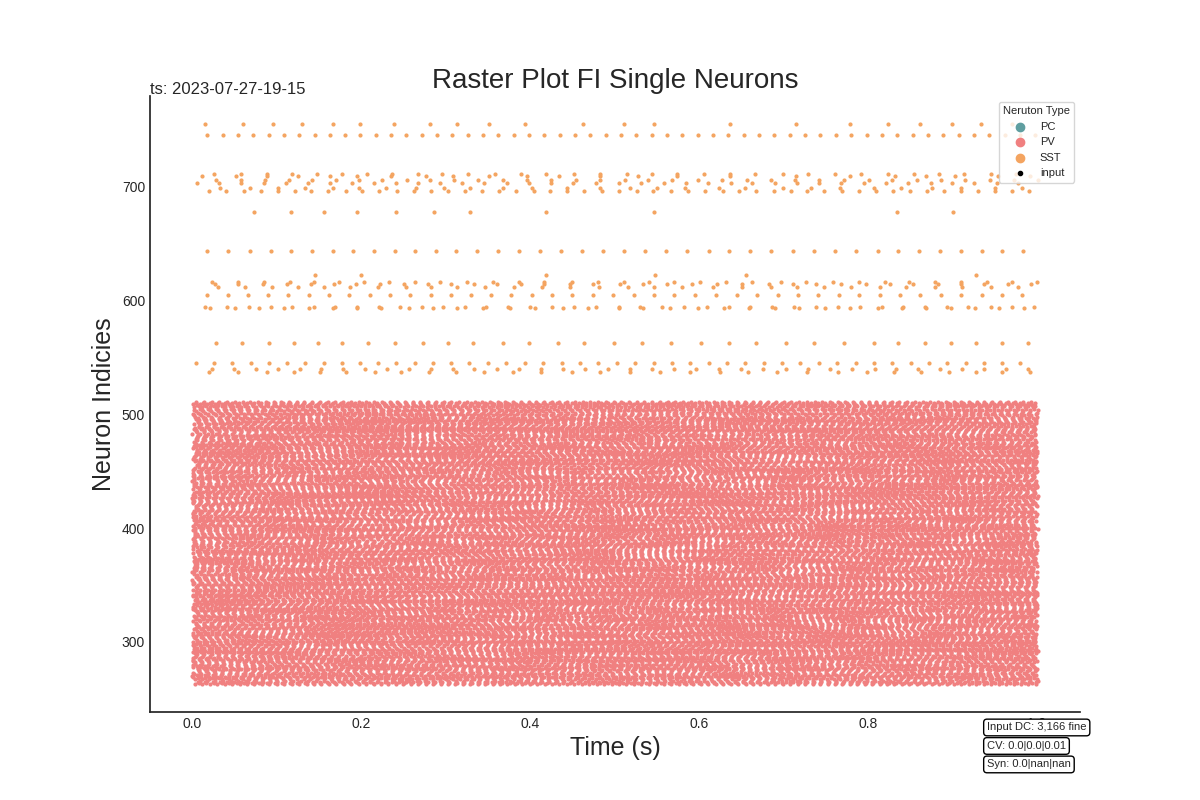 Raster Plot FI Single Neurons
ts: 2023-07-27-19-15
Neruton Type
PC
PV
SST
input
Neuron Indicies
700
600
500
400
300
0.0 0.2 0.4 0.6 0.8
Time (s)
Input DC: 3,166 fine
CV: 0.0|0.0|0.01
Syn: 0.0|nan|nan